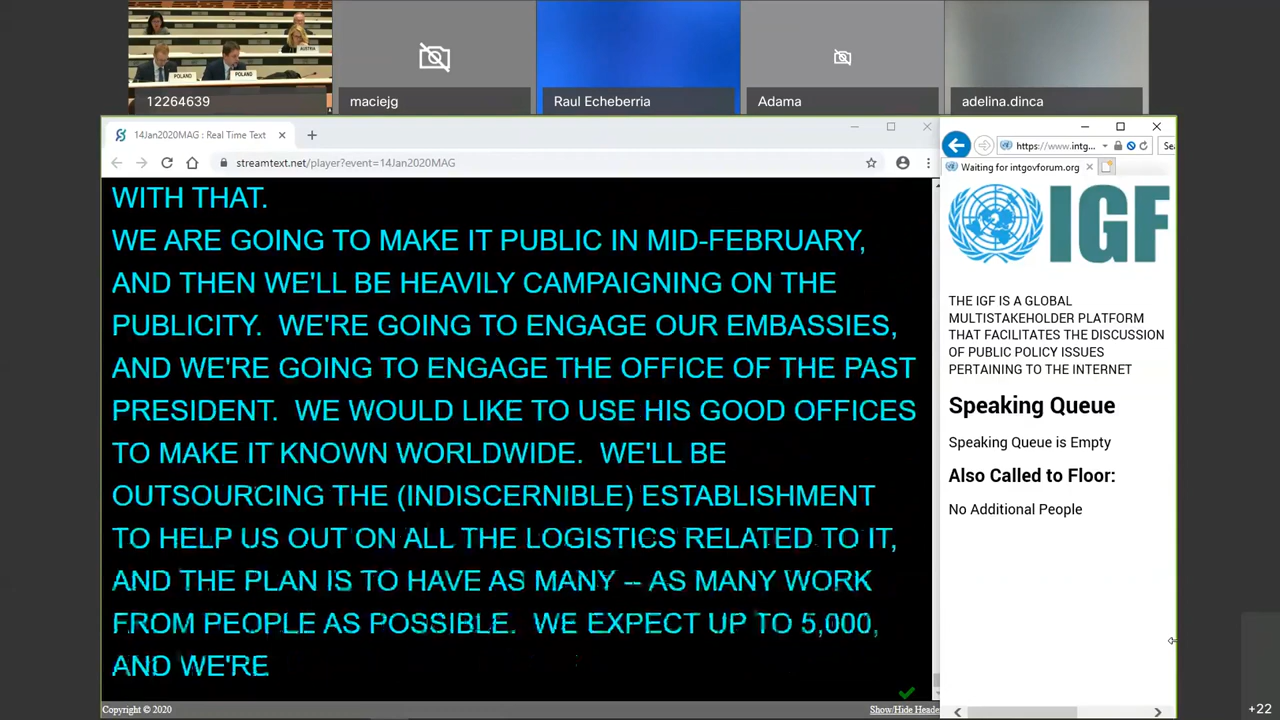 AUSTRIA
POLAND
POLAND
12264639
maciejg
Raul Echeberria
Adama
adelina.dinca
14Jan2020MAG : Real Time Text
streamtext.net/player?event=14Jan2020MAG
WITH THAT.
WE ARE GOING TO MAKE IT PUBLIC IN MID-FEBRUARY,
AND THEN WE'LL BE HEAVILY CAMPAIGNING ON THE
PUBLICITY. WE'RE GOING TO ENGAGE OUR EMBASSIES,
AND WE'RE GOING TO ENGAGE THE OFFICE OF THE PAST
PRESIDENT. WE WOULD LIKE TO USE HIS GOOD OFFICES
TO MAKE IT KNOWN WORLDWIDE. WE'LL BE
OUTSOURCING THE (INDISCERNIBLE) ESTABLISHMENT
TO HELP US OUT ON ALL THE LOGISTICS RELATED TO IT,
AND THE PLAN IS TO HAVE AS MANY -- AS MANY WORK
FROM PEOPLE AS POSSIBLE. WE EXPECT UP TO 5,000,
AND WE'RE
Copyright © 2020
Show/Hide Heade
https://www.intg...
Sea
Waiting for intgovforum.org
IGF
THE IGF IS A GLOBAL
MULTISTAKEHOLDER PLATFORM
THAT FACILITATES THE DISCUSSION
OF PUBLIC POLICY ISSUES
PERTAINING TO THE INTERNET
Speaking Queue
Speaking Queue is Empty
Also Called to Floor:
No Additional People
+22